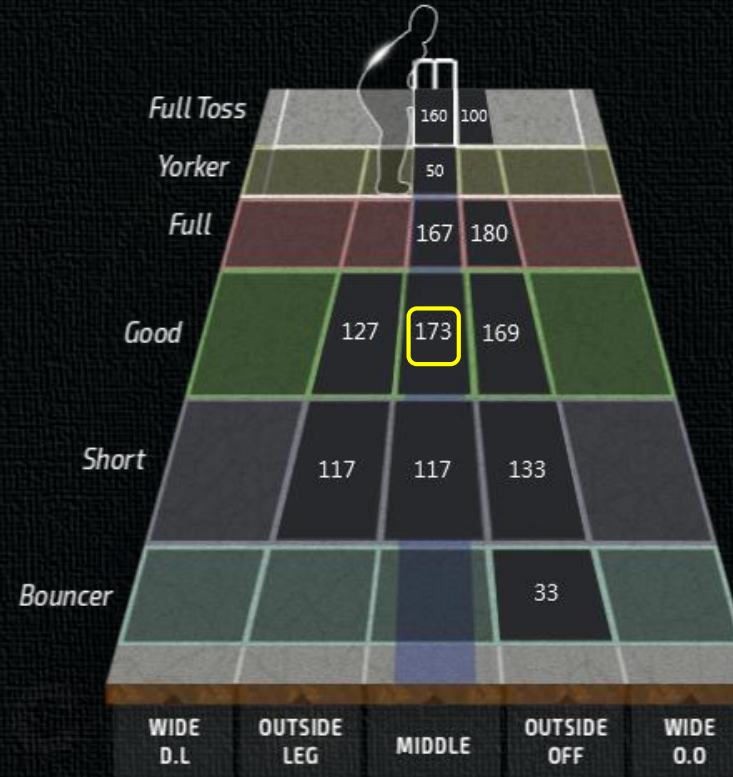 Full Toss 160 100
Yorker 50
Full 167 180
Good 127 173 169
Short 117 117 133
Bouncer 33
WIDE D.L
OUTSIDE LEG
MIDDLE
OUTSIDE OFF
WIDE O.O